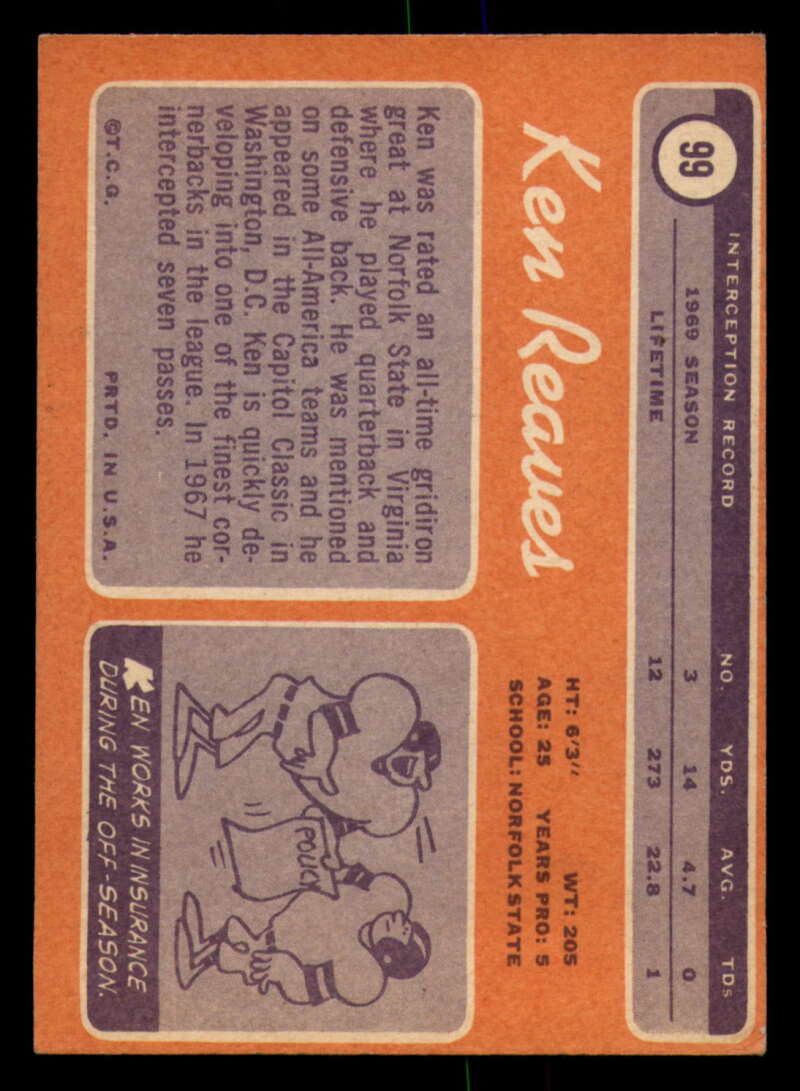 99
INTERCEPTION RECORD NO. YDS. AVG. TDs
1969 SEASON 3 14 4.7 0
LIFETIME 12 273 22.8 1
Ken Reaves
HT: 6'3" WT: 205
AGE: 25 YEARS PRO: 5
SCHOOL: NORFOLK STATE
Ken was rated an all-time gridiron
great at Norfolk State in Virginia
where he played quarterback and
defensive back. He was mentioned
on some All-America teams and he
appeared in the Capitol Classic in
Washington, D.C. Ken is quickly de-
veloping into one of the finest cor-
nerbacks in the league. In 1967 he
intercepted seven passes.
©T.C.G. PRTD. IN U.S.A.
POLICY
KEN WORKS IN INSURANCE
DURING THE OFF-SEASON.